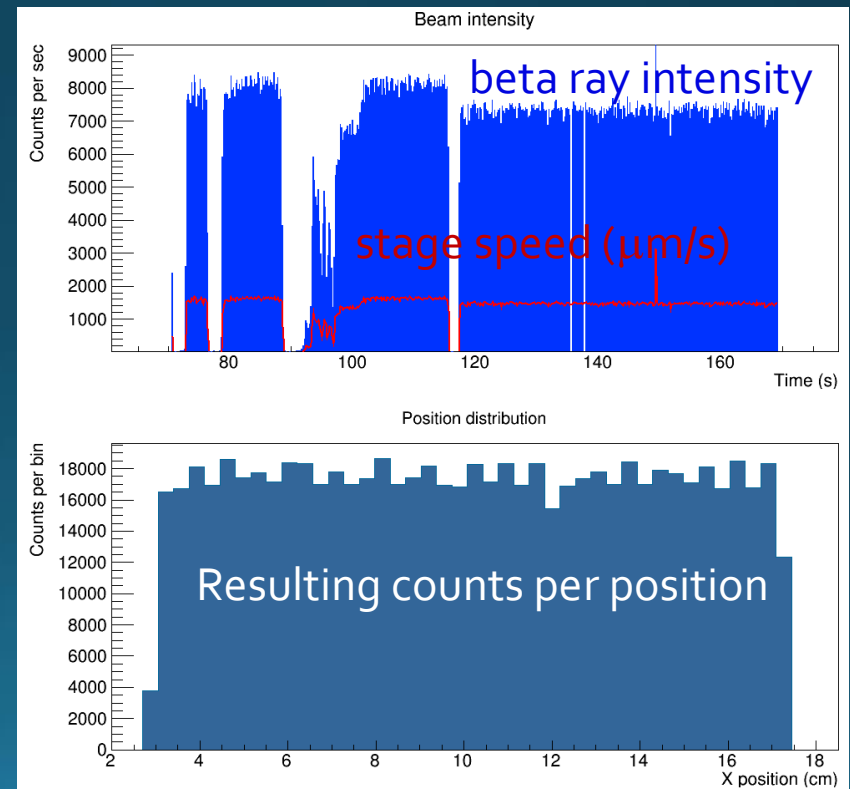 Beam intensity
Counts per sec
9000
8000
7000
6000
5000
4000
3000
2000
1000
beta ray intensity
stage speed (μm/s)
80 100 120 140 160
Time (s)
Position distribution
Counts per bin
18000
16000
14000
12000
10000
8000
6000
4000
2000
0
Resulting counts per position
2 4 6 8 10 12 14 16 18
X position (cm)